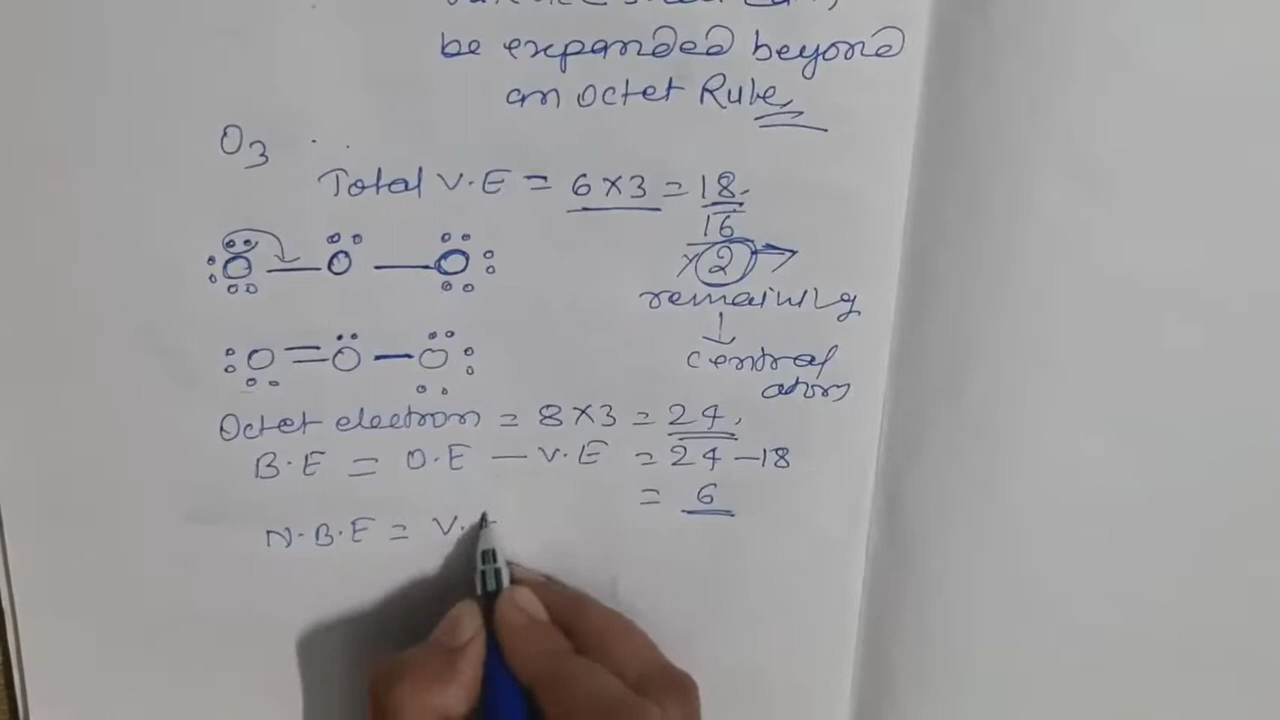 be expanded beyond
an octet Rule
O3
Total V.E = 6×3 = 18
16
2
remaining
central
atom
O — O — O
O = O — O
Octet electron = 8×3 = 24
B.E = O.E — V.E = 24 — 18
= 6
N.B.E = V.